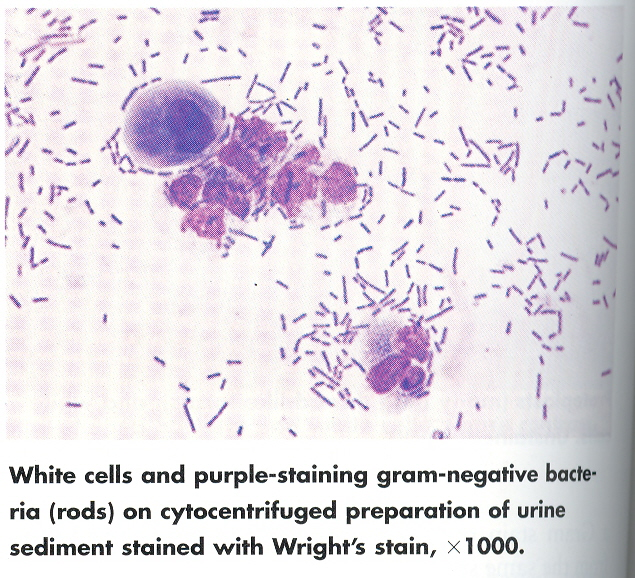 White cells and purple-staining gram-negative bacte-
ria (rods) on cytocentrifuged preparation of urine
sediment stained with Wright's stain, ×1000.